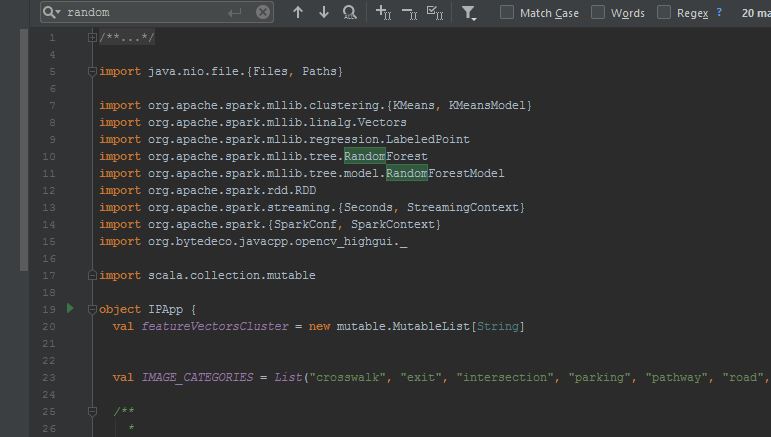 random Match Case Words Regex ? 20 ma
1 /**...*/
4
5 import java.nio.file.{Files, Paths}
6
7 import org.apache.spark.mllib.clustering.{KMeans, KMeansModel}
8 import org.apache.spark.mllib.linalg.Vectors
9 import org.apache.spark.mllib.regression.LabeledPoint
10 import org.apache.spark.mllib.tree.RandomForest
11 import org.apache.spark.mllib.tree.model.RandomForestModel
12 import org.apache.spark.rdd.RDD
13 import org.apache.spark.streaming.{Seconds, StreamingContext}
14 import org.apache.spark.{SparkConf, SparkContext}
15 import org.bytedeco.javacpp.opencv_highgui._
16
17 import scala.collection.mutable
18
19 object IPApp {
20 val featureVectorsCluster = new mutable.MutableList[String]
21
22
23 val IMAGE_CATEGORIES = List("crosswalk", "exit", "intersection", "parking", "pathway", "road",
24
25 /**
26 *